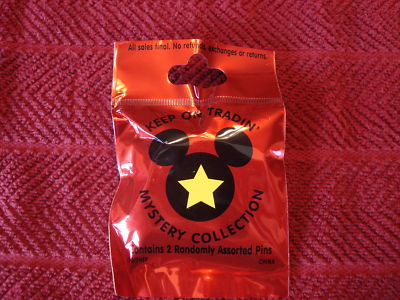 All sales final. No refunds, exchanges or returns.
KEEP ON TRADIN'
MYSTERY COLLECTION
Contains 2 Randomly Assorted Pins
CHINA